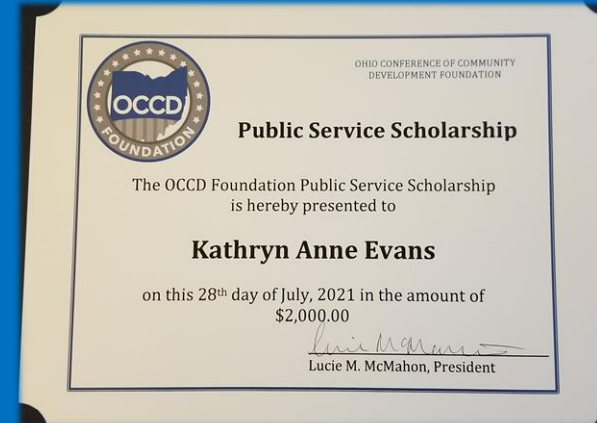 OHIO CONFERENCE OF COMMUNITY
DEVELOPMENT FOUNDATION
OCCD
FOUNDATION
Public Service Scholarship
The OCCD Foundation Public Service Scholarship
is hereby presented to
Kathryn Anne Evans
on this 28th day of July, 2021 in the amount of
$2,000.00
Lucie M. McMahon, President